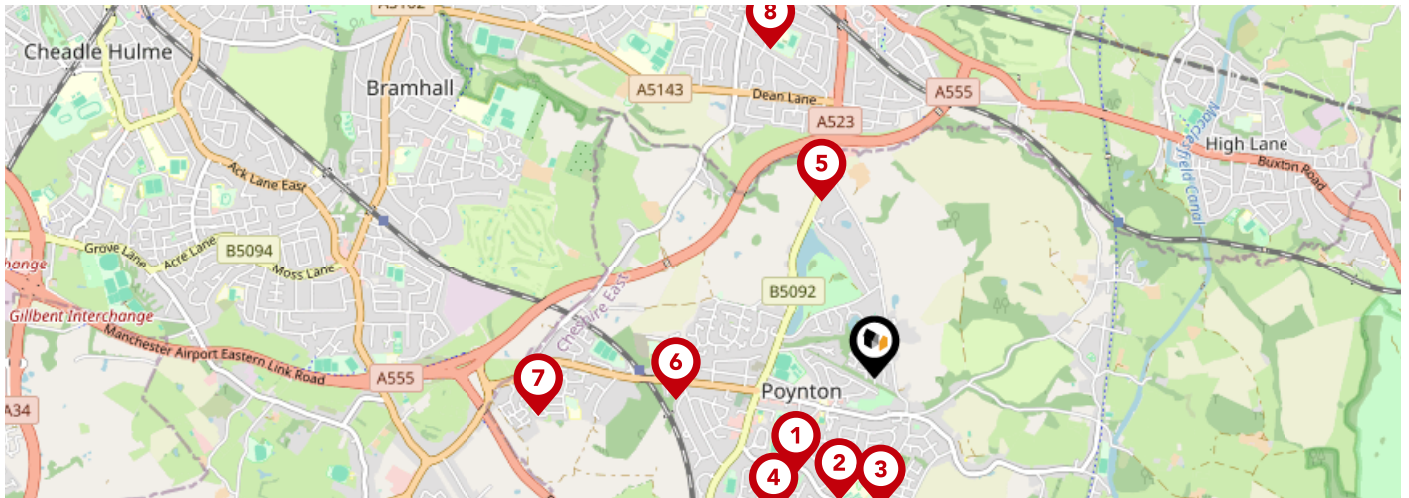 8
Cheadle Hulme
Bramhall
A5143
Dean Lane
A555
A523
High Lane
Buxton Road
Macclesfield Canal
5
Ack Lane East
Grove Lane
Acre Lane
B5094
Moss Lane
Gillbent Interchange
Manchester Airport Eastern Link Road
Cheshire East
B5092
A555
6
7
Poynton
A34
1
2
3
4